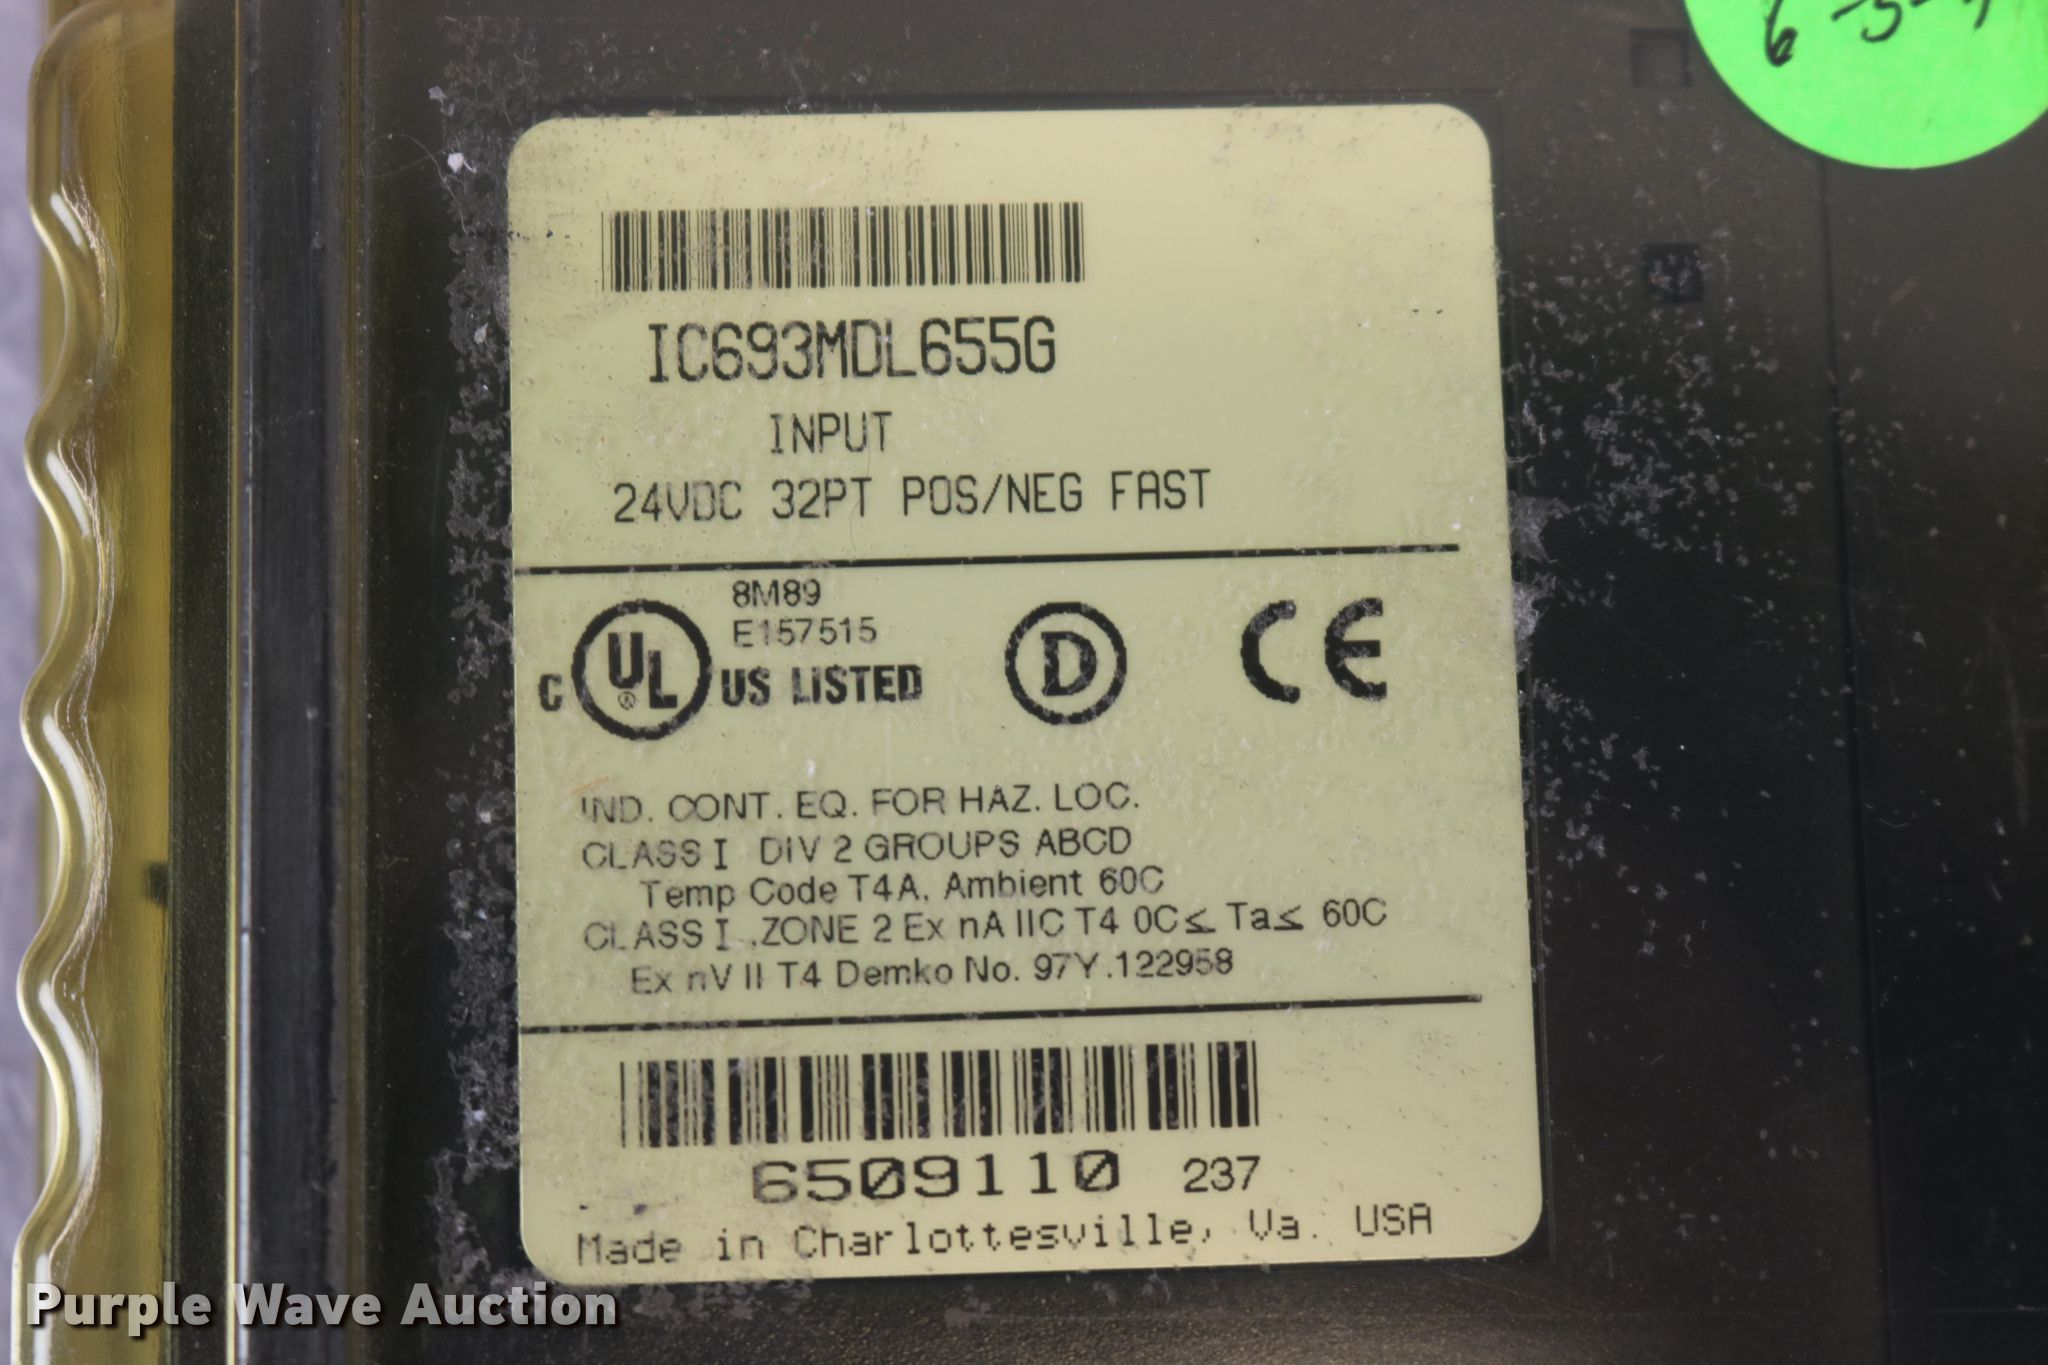 6-5-
IC693MDL655G
INPUT
24VDC 32PT POS/NEG FAST
8M89
E157515
C UL ® US LISTED
D
CE
IND. CONT. EQ. FOR HAZ. LOC.
CLASS I DIV 2 GROUPS ABCD
Temp Code T4A, Ambient 60C
CLASS I ,ZONE 2 Ex nA IIC T4 0C≤ Ta≤ 60C
Ex nV II T4 Demko No. 97Y.122958
6509110 237
Made in Charlottesville, Va. USA
Purple Wave Auction